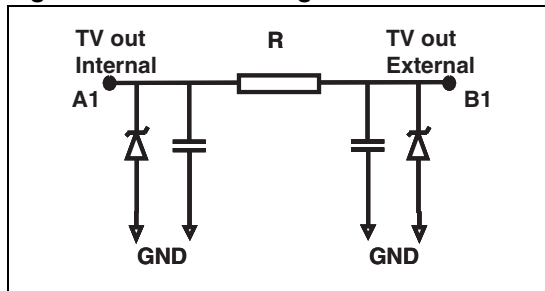 TV out
Internal
A1
R
TV out
External
B1
GND
GND